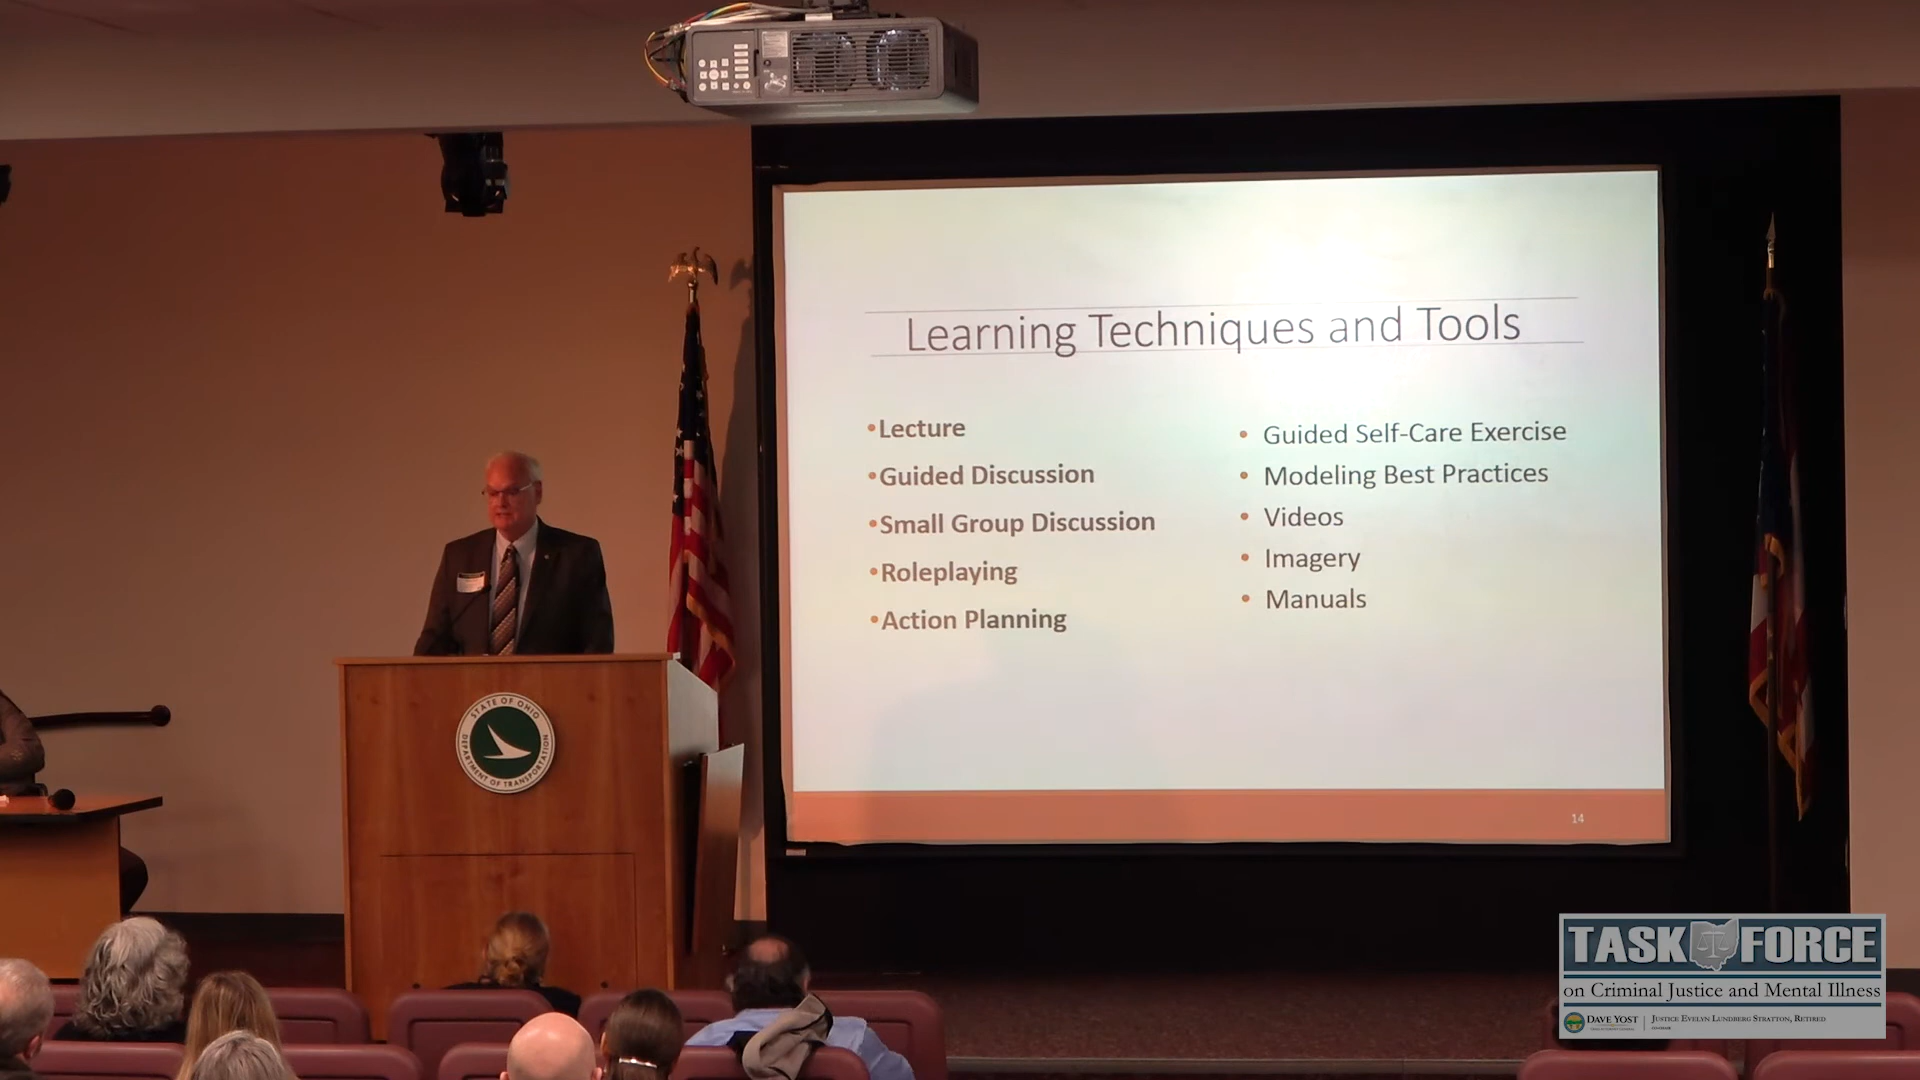 Learning Techniques and Tools
•Lecture
•Guided Discussion
•Small Group Discussion
•Roleplaying
•Action Planning
• Guided Self-Care Exercise
• Modeling Best Practices
• Videos
• Imagery
• Manuals
14
STATE OF OHIO
DEPARTMENT OF TRANSPORTATION
TASK FORCE
on Criminal Justice and Mental Illness
DAVE YOST
JUSTICE EVELYN LUNDBERG STRATTON, RETIRED